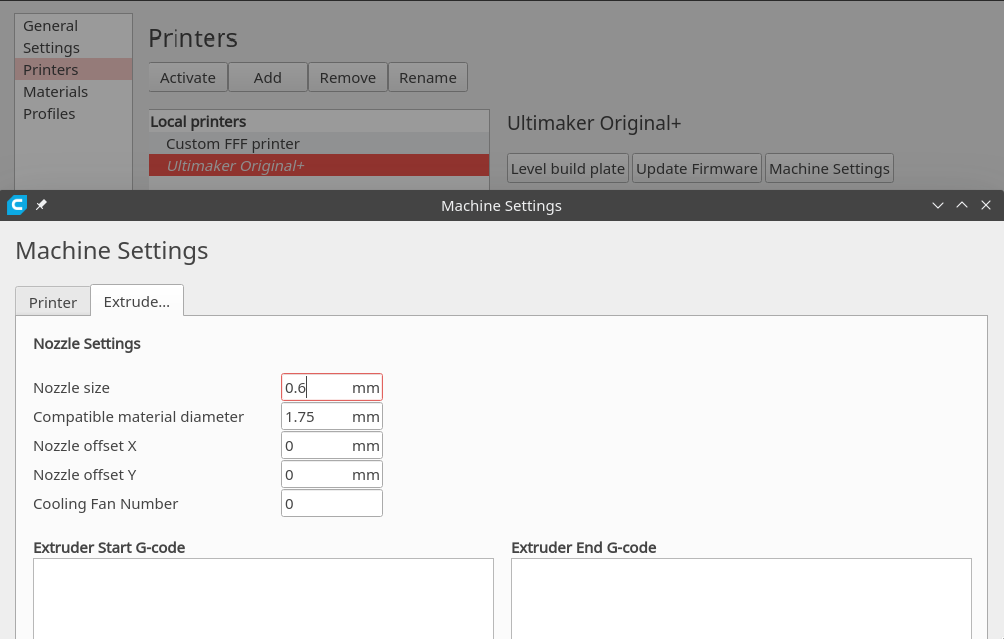 General
Settings
Printers
Materials
Profiles
Printers
Activate Add Remove Rename
Local printers
Custom FFF printer
Ultimaker Original+
Ultimaker Original+
Level build plate Update Firmware Machine Settings
Machine Settings
Machine Settings
Printer Extrude...
Nozzle Settings
Nozzle size 0.6 mm
Compatible material diameter 1.75 mm
Nozzle offset X 0 mm
Nozzle offset Y 0 mm
Cooling Fan Number 0
Extruder Start G-code Extruder End G-code